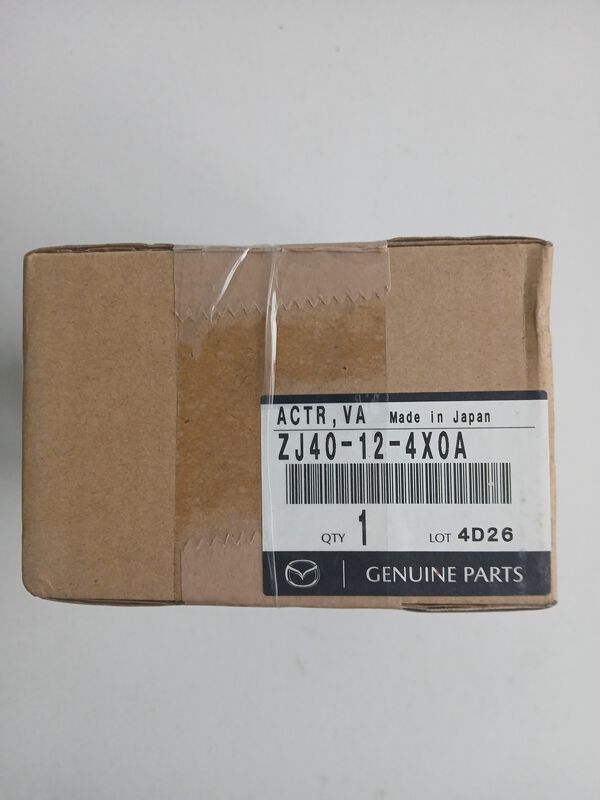 ACTR,VA Made in Japan
ZJ40-12-4X0A
QTY 1 LOT 4D26
GENUINE PARTS